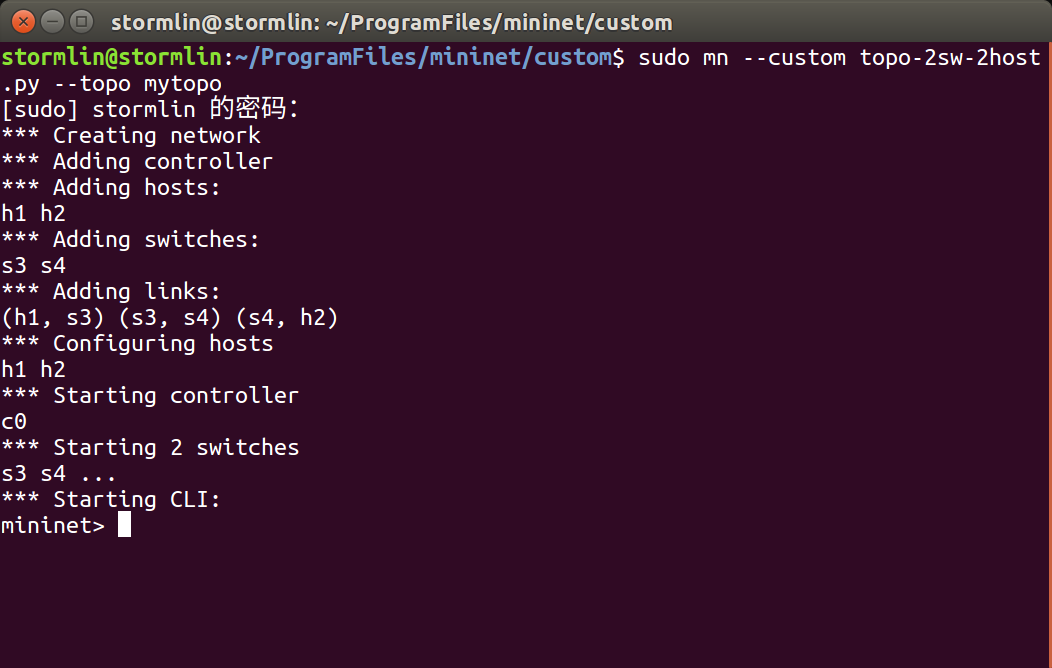 stormlin@stormlin: ~/ProgramFiles/mininet/custom
stormlin@stormlin:~/ProgramFiles/mininet/custom$ sudo mn --custom topo-2sw-2host
.py --topo mytopo
[sudo] stormlin 的密码：
*** Creating network
*** Adding controller
*** Adding hosts:
h1 h2
*** Adding switches:
s3 s4
*** Adding links:
(h1, s3) (s3, s4) (s4, h2)
*** Configuring hosts
h1 h2
*** Starting controller
c0
*** Starting 2 switches
s3 s4 ...
*** Starting CLI:
mininet>